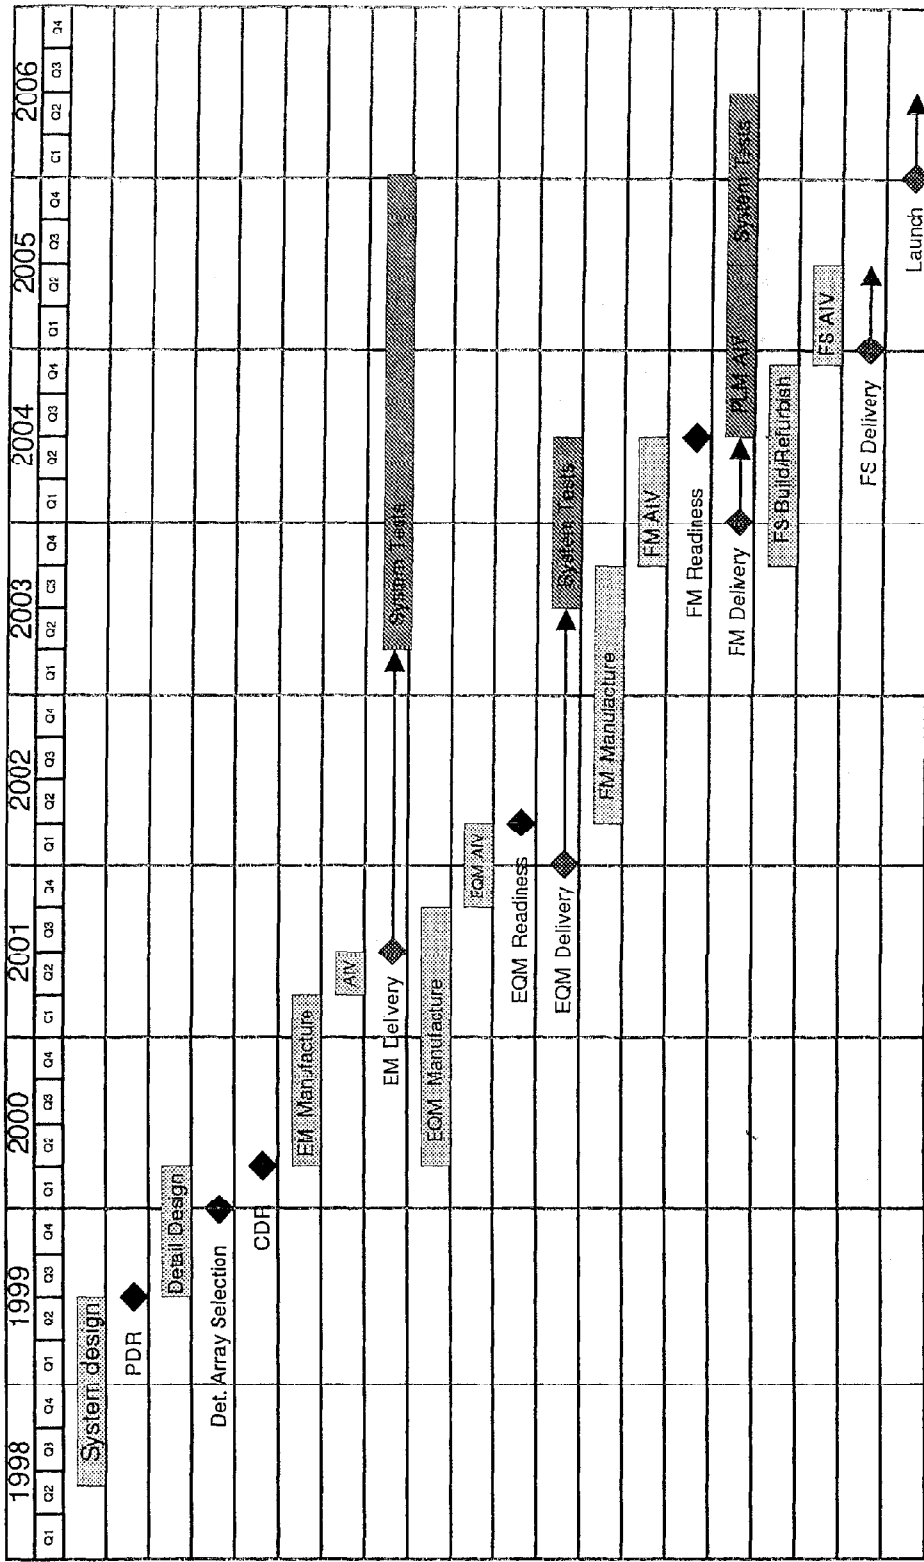 1998 1999 2000 2001 2002 2003 2004 2005 2006
Q1 Q2 Q3 Q4 Q1 Q2 Q3 Q4 Q1 Q2 Q3 Q4 Q1 Q2 Q3 Q4 Q1 Q2 Q3 Q4 Q1 Q2 Q3 Q4 Q1 Q2 Q3 Q4 Q1 Q2 Q3 Q4 Q1 Q2 Q3 Q4
System design
PDR
Detail Design
Det. Array Selection
CDR
EM Manufacture
AIV
EM Delvery
System Tests
EQM Manufacture
EQM AIV
EQM Readiness
EQM Delivery
System Tests
FM Manufacture
FM AIV
FM Readiness
FM Delivery
PLM AIV System Tests
FS Build/Refurbish
FS AIV
FS Delivery
Launch